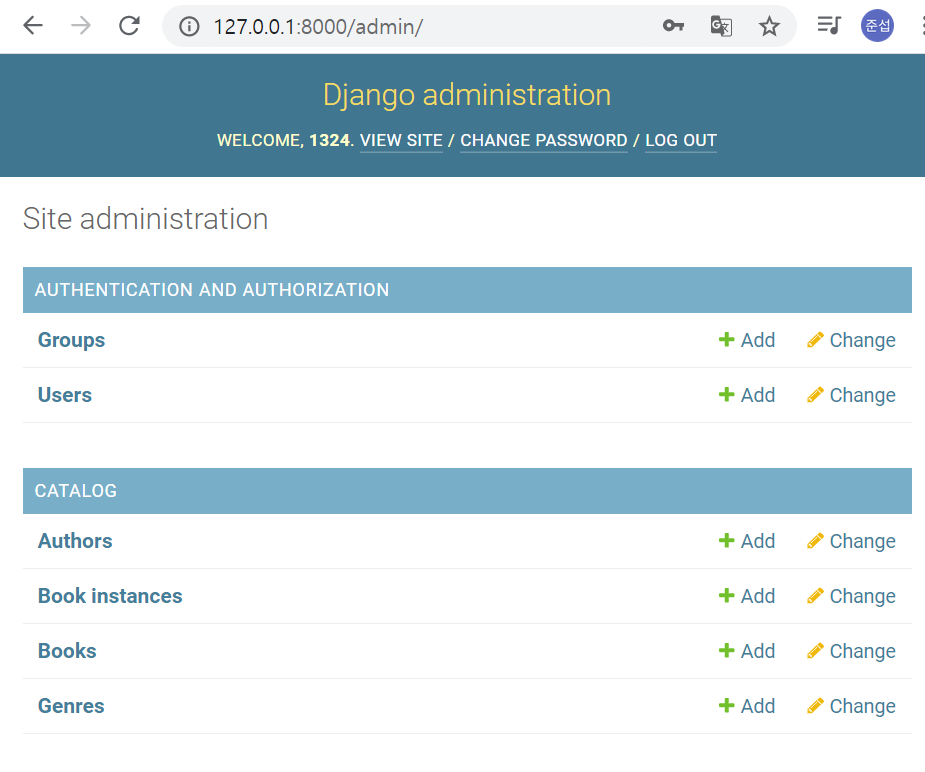 127.0.0.1:8000/admin/
준섭
Django administration
WELCOME, 1324. VIEW SITE / CHANGE PASSWORD / LOG OUT
Site administration
AUTHENTICATION AND AUTHORIZATION
Groups Add Change
Users Add Change
CATALOG
Authors Add Change
Book instances Add Change
Books Add Change
Genres Add Change